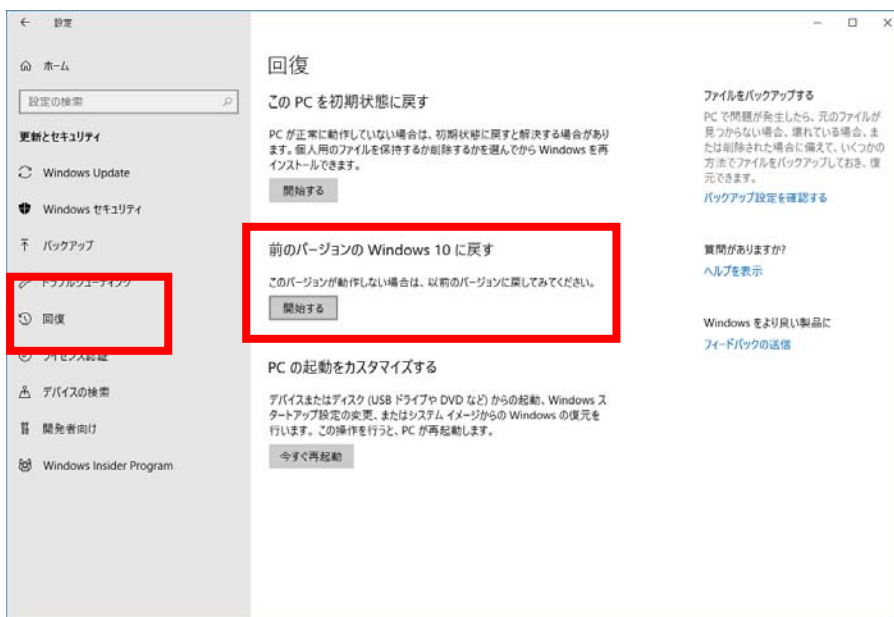 設定
ホーム
設定の検索
更新とセキュリティ
Windows Update
Windows セキュリティ
バックアップ
トラブルシューティング
回復
ライセンス認証
デバイスの検索
開発者向け
Windows Insider Program
回復
この PC を初期状態に戻す
PC が正常に動作していない場合は、初期状態に戻すと解決する場合があり
ます。個人用のファイルを保持するか削除するかを選んでから Windows を再
インストールできます。
開始する
前のバージョンの Windows 10 に戻す
このバージョンが動作しない場合は、以前のバージョンに戻してみてください。
開始する
PC の起動をカスタマイズする
デバイスまたはディスク (USB ドライブや DVD など) からの起動、Windows ス
タートアップ設定の変更、またはシステム イメージからの Windows の復元を
行います。この操作を行うと、PC が再起動します。
今すぐ再起動
ファイルをバックアップする
PC で問題が発生したら、元のファイルが
見つからない場合、壊れている場合、ま
たは削除された場合に備えて、いくつかの
方法でファイルをバックアップしておき、復
元できます。
バックアップ設定を確認する
質問がありますか?
ヘルプを表示
Windows をより良い製品に
フィードバックの送信